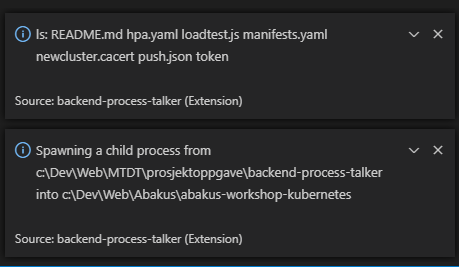 ls: README.md hpa.yaml loadtest.js manifests.yaml
newcluster.cacert push.json token
Source: backend-process-talker (Extension)
Spawning a child process from
c:\Dev\Web\MTDT\prosjektoppgave\backend-process-talker
into c:\Dev\Web\Abakus\abakus-workshop-kubernetes
Source: backend-process-talker (Extension)